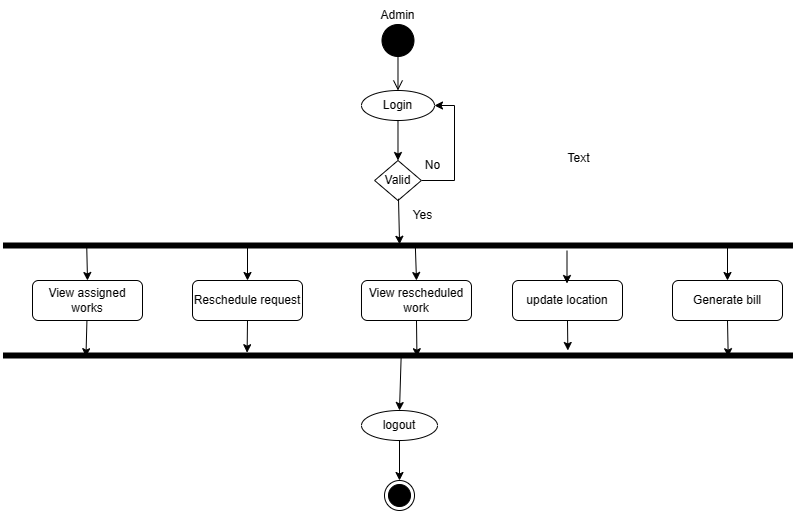 Admin
Login
No
Text
Valid
Yes
View assigned
works
Reschedule request
View rescheduled
work
update location
Generate bill
logout